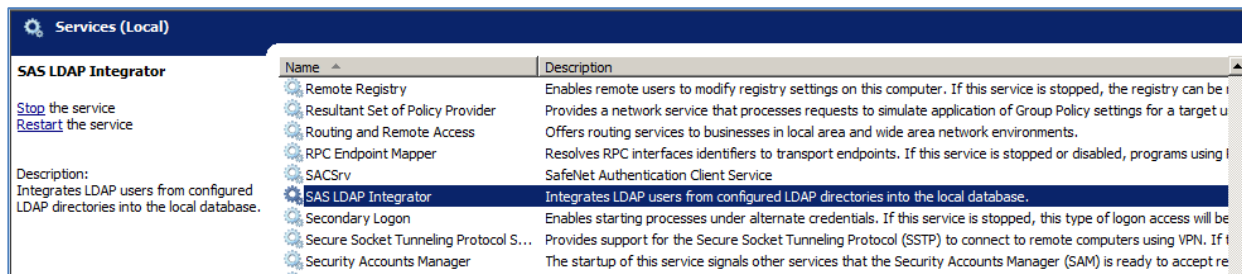 Services (Local)
SAS LDAP Integrator
Stop the service
Restart the service
Description:
Integrates LDAP users from configured
LDAP directories into the local database.
Name Description
Remote Registry Enables remote users to modify registry settings on this computer. If this service is stopped, the registry can be
Resultant Set of Policy Provider Provides a network service that processes requests to simulate application of Group Policy settings for a target u
Routing and Remote Access Offers routing services to businesses in local area and wide area network environments.
RPC Endpoint Mapper Resolves RPC interfaces identifiers to transport endpoints. If this service is stopped or disabled, programs using
SACSrv SafeNet Authentication Client Service
SAS LDAP Integrator Integrates LDAP users from configured LDAP directories into the local database.
Secondary Logon Enables starting processes under alternate credentials. If this service is stopped, this type of logon access will be
Secure Socket Tunneling Protocol S... Provides support for the Secure Socket Tunneling Protocol (SSTP) to connect to remote computers using VPN. If t
Security Accounts Manager The startup of this service signals other services that the Security Accounts Manager (SAM) is ready to accept re